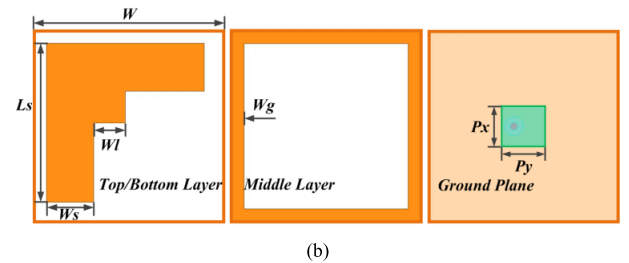 W
Ls
Wl
Ws
Top/Bottom Layer
Wg
Middle Layer
Px
Py
Ground Plane
(b)